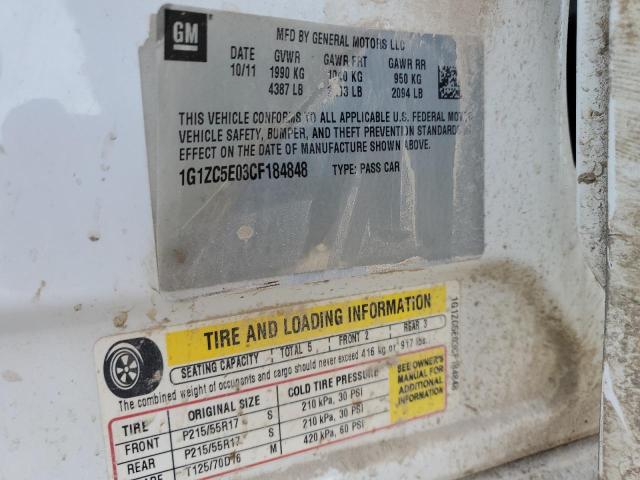 GM
MFD BY GENERAL MOTORS LLC
DATE GVWR GAWR FRT GAWR RR
10/11 1990 KG KG 950 KG
4387 LB LB 2094 LB
THIS VEHICLE CONFORMS TO ALL APPLICABLE U.S. FEDERAL MOTOR
VEHICLE SAFETY, BUMPER, AND THEFT PREVENTION STANDARDS
EFFECT ON THE DATE OF MANUFACTURE SHOWN ABOVE.
1G1ZC5E03CF184848 TYPE: PASS CAR
TIRE AND LOADING INFORMATION
SEATING CAPACITY TOTAL 5 FRONT 2 REAR 3
The combined weight of occupants and cargo should never exceed 416 kg or 917 lbs.
TIRE ORIGINAL SIZE COLD TIRE PRESSURE
FRONT P215/55R17 S 210 kPa, 30 PSI
REAR P215/55R17 S 210 kPa, 30 PSI
SPARE T125/70D16 M 420 kPa, 60 PSI
SEE OWNER'S
MANUAL FOR
ADDITIONAL
INFORMATION
1G1ZC5E03CF184848